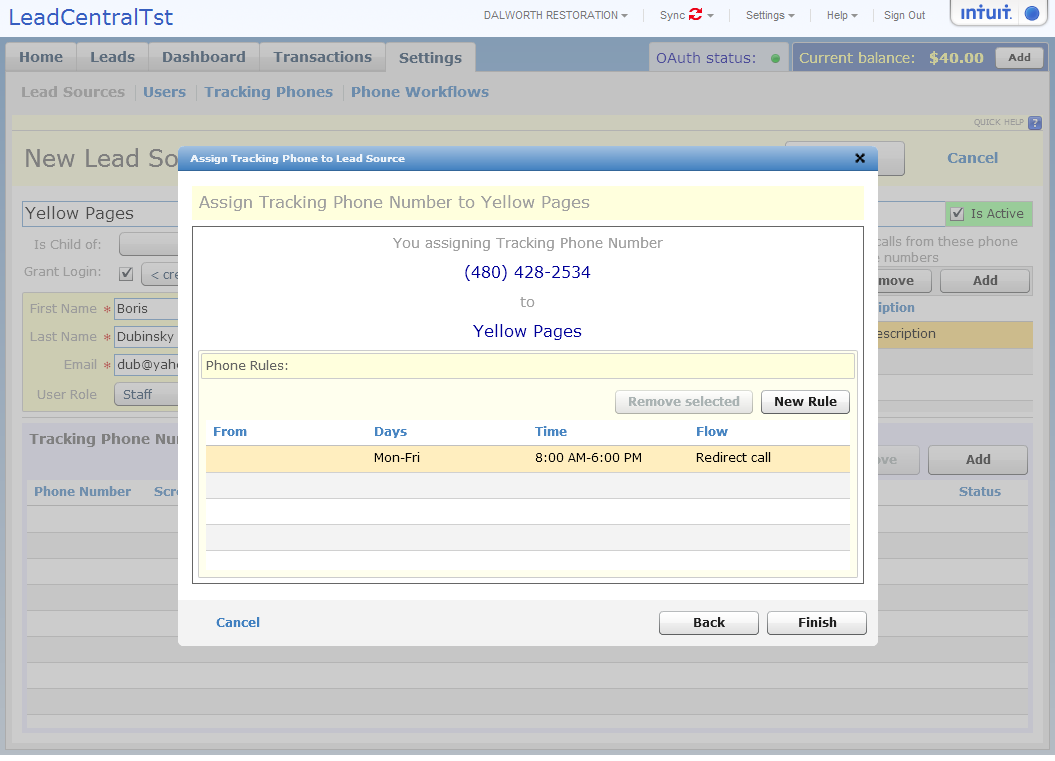 LeadCentralTst
DALWORTH RESTORATION Sync Settings Help Sign Out intuit.
Home Leads Dashboard Transactions Settings OAuth status: Current balance: $40.00 Add
Lead Sources Users Tracking Phones Phone Workflows
QUICK HELP ?
New Lead So Cancel
Assign Tracking Phone to Lead Source x
Assign Tracking Phone Number to Yellow Pages
Yellow Pages Is Active
Is Child of: calls from these phone
e numbers
Grant Login: < cre move Add
You assigning Tracking Phone Number
(480) 428-2534
to
Yellow Pages
First Name * Boris iption
Last Name * Dubinsky escription
Email * dub@yaho
User Role Staff
Phone Rules:
Remove selected New Rule
From Days Time Flow
Mon-Fri 8:00 AM-6:00 PM Redirect call
Tracking Phone Nu ve Add
Phone Number Scr Status
Cancel Back Finish